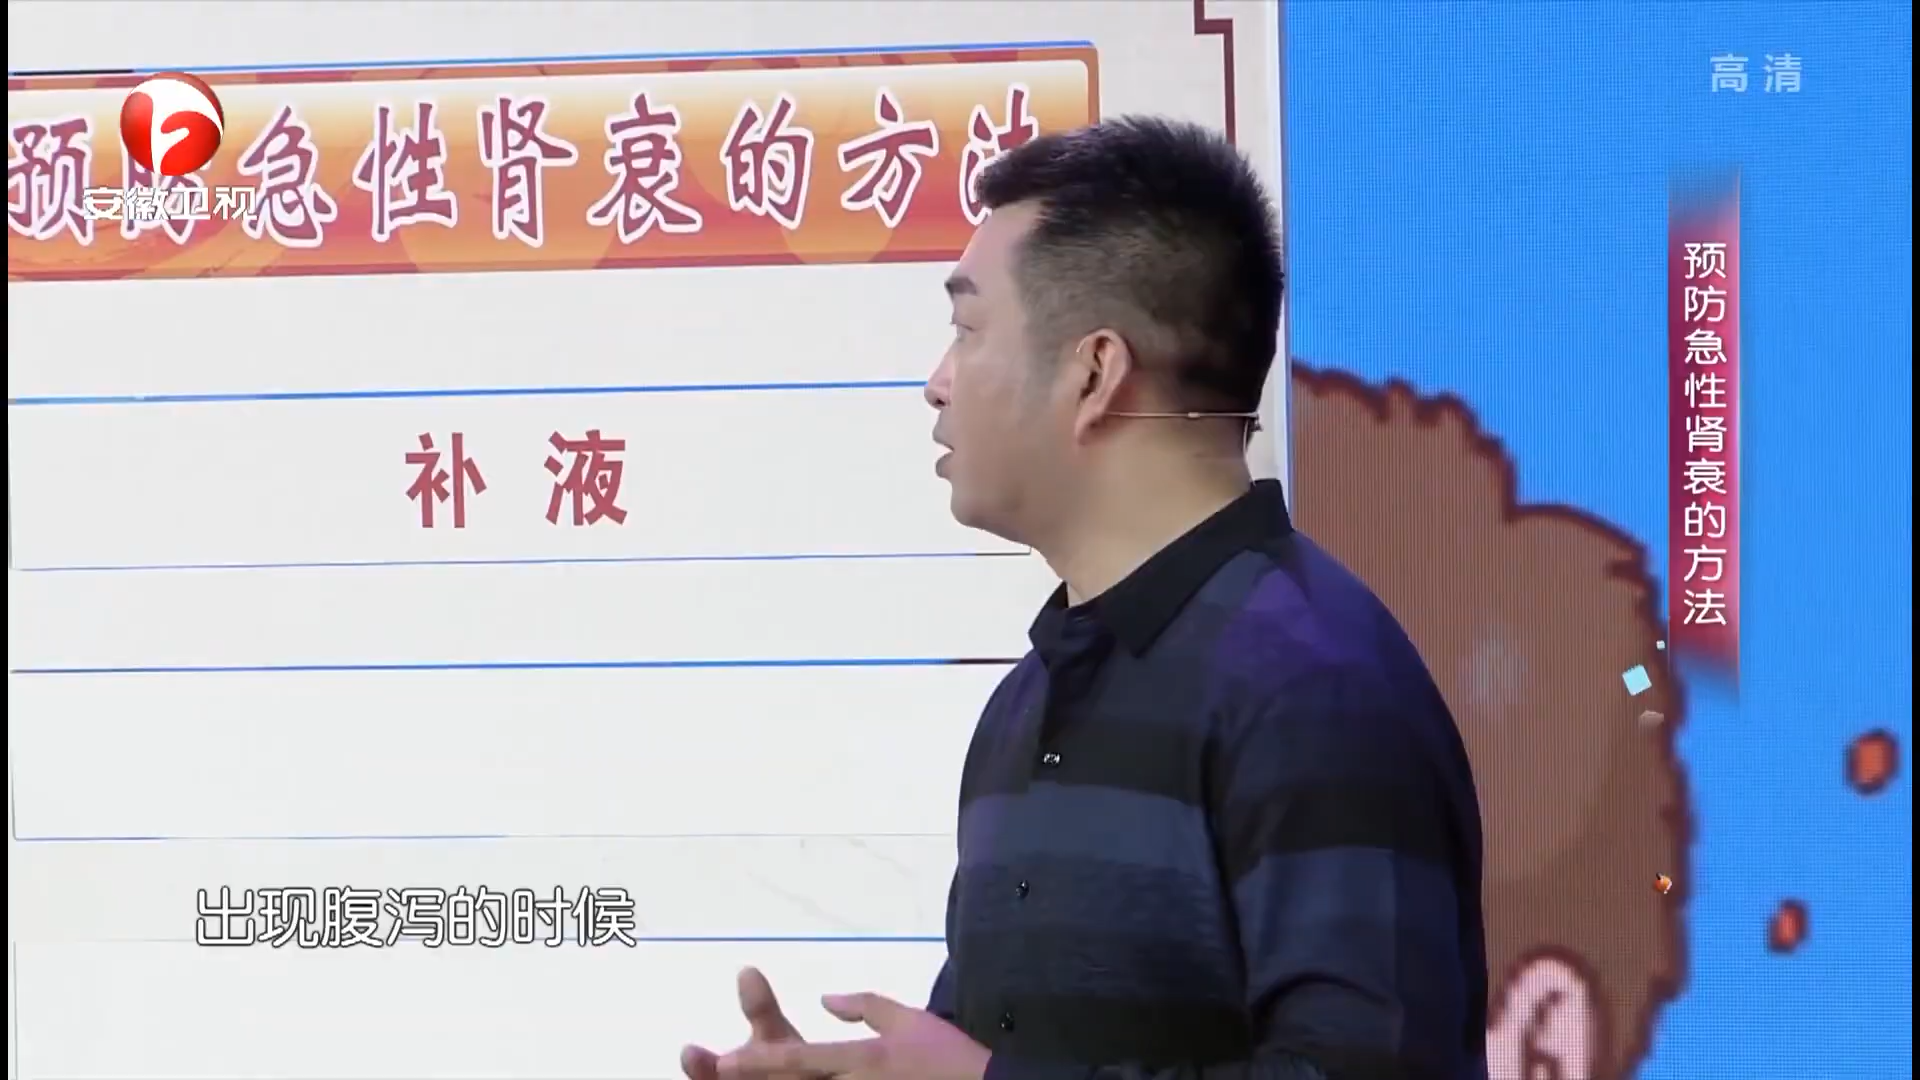 高清
预防急性肾衰的方法
安徽卫视
补液
预防急性肾衰的方法
出现腹泻的时候